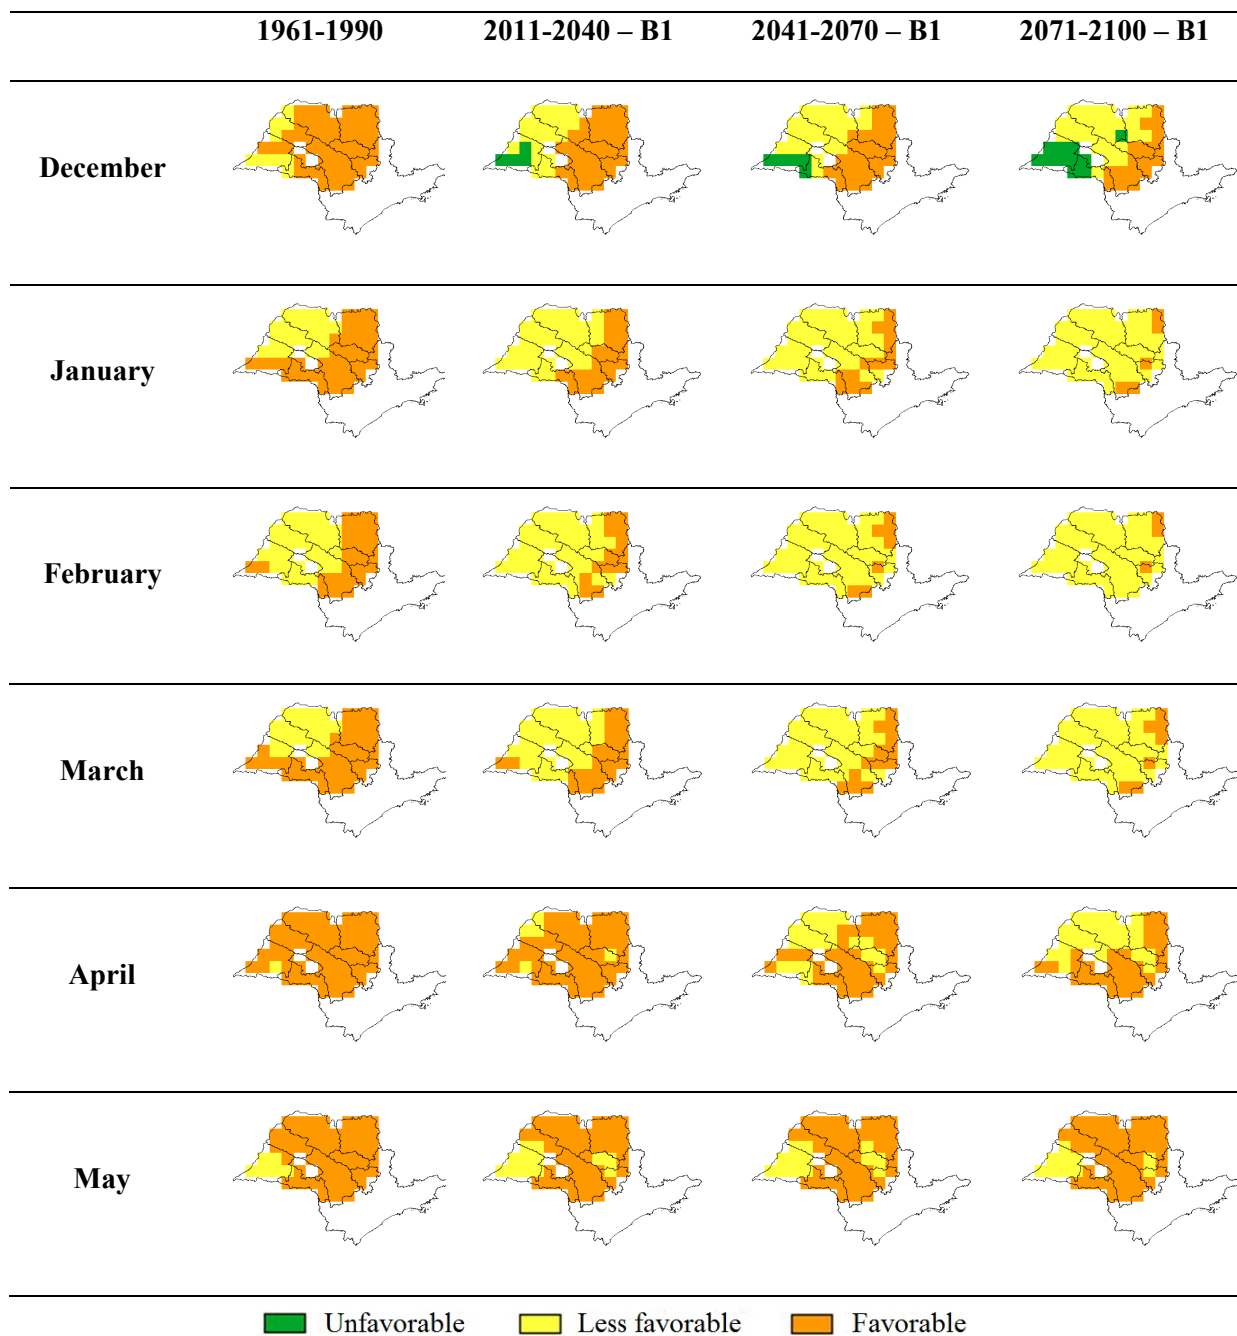 1961-1990 2011-2040 – B1 2041-2070 – B1 2071-2100 – B1
December
January
February
March
April
May
Unfavorable Less favorable Favorable